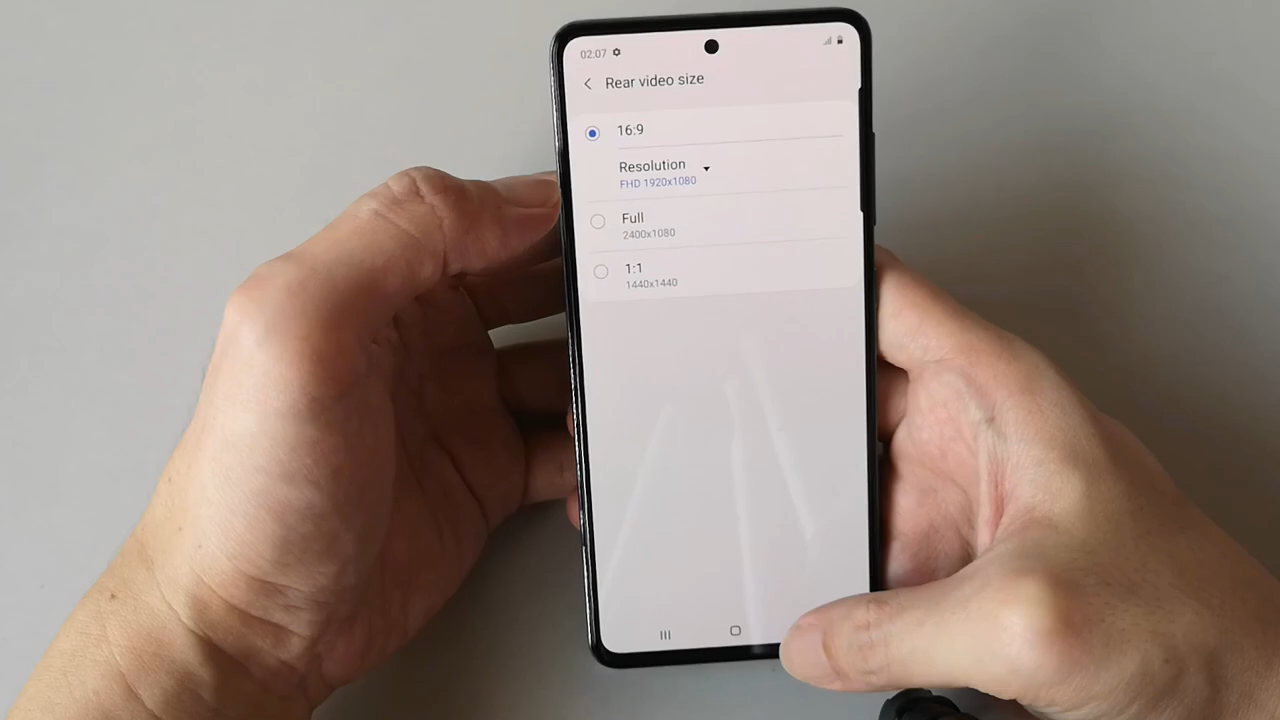 02:07
Rear video size
16:9
Resolution
FHD 1920x1080
Full
2400x1080
1:1
1440x1440